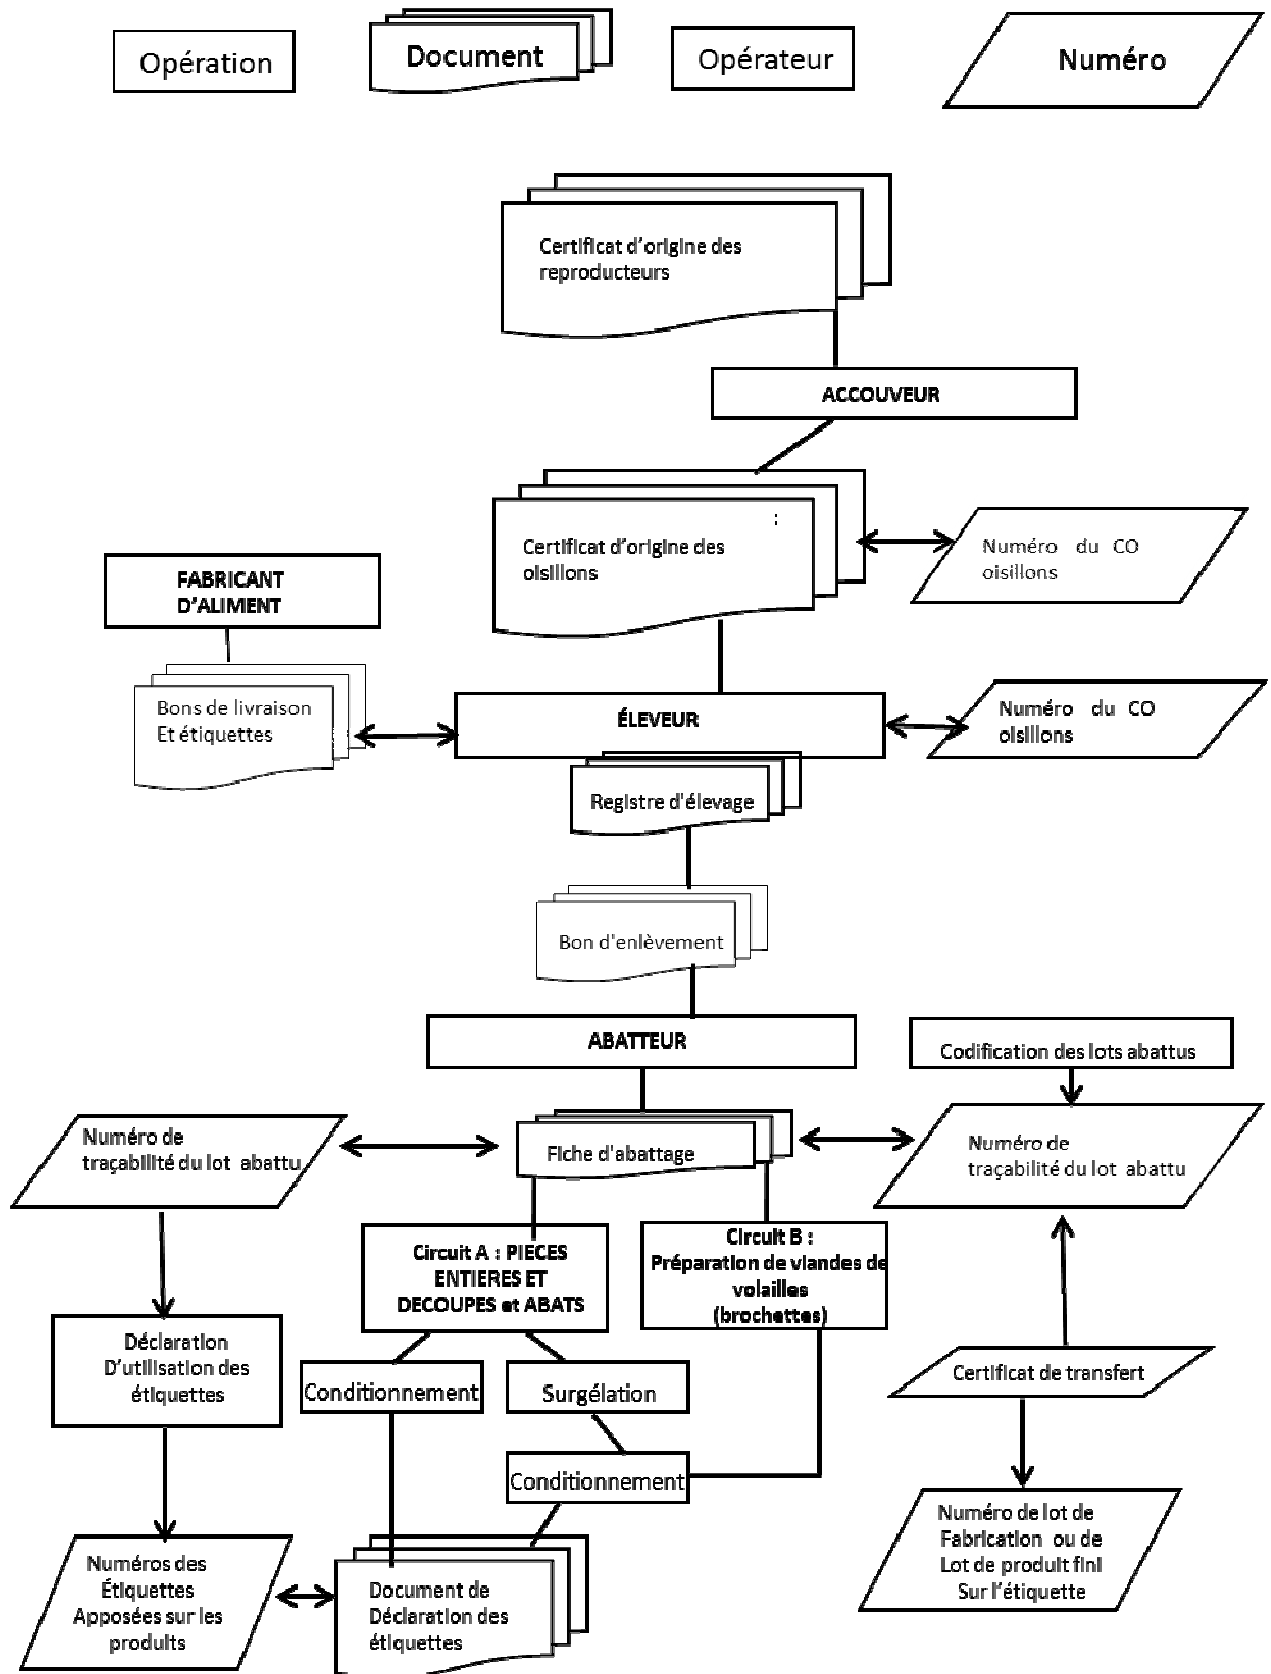 Opération
Document
Opérateur
Numéro
Certificat d'origine des
reproducteurs
ACCOUVEUR
:
Certificat d'origine des
oisillons
Numéro du CO
oisillons
FABRICANT
D'ALIMENT
Bons de livraison
Et étiquettes
ÉLEVEUR
Numéro du CO
oisillons
Registre d'élevage
Bon d'enlèvement
ABATTEUR
Codification des lots abattus
Numéro de
traçabilité du lot abattu
Fiche d'abattage
Numéro de
traçabilité du lot abattu
Circuit A : PIECES
ENTIERES ET
DECOUPES et ABATS
Circuit B :
Préparation de viandes de
volailles
(brochettes)
Déclaration
D'utilisation des
étiquettes
Conditionnement
Surgélation
Certificat de transfert
Conditionnement
Numéros des
Étiquettes
Apposées sur les
produits
Document de
Déclaration des
étiquettes
Numéro de lot de
Fabrication ou de
Lot de produit fini
Sur l'étiquette